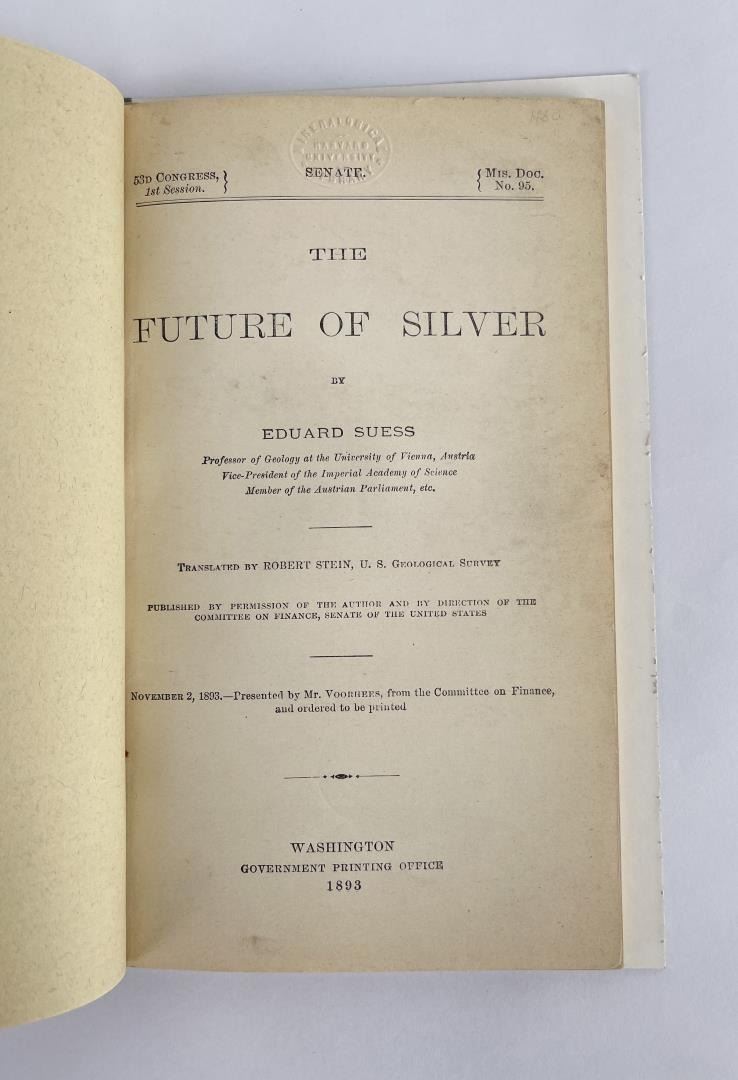 HARVARD
UNIVERSITY
LIBRARY
53D CONGRESS, } SENATE. { MIS. DOC.
1st Session. } { No. 95.
THE
FUTURE OF SILVER
BY
EDUARD SUESS
Professor of Geology at the University of Vienna, Austria
Vice-President of the Imperial Academy of Science
Member of the Austrian Parliament, etc.
TRANSLATED BY ROBERT STEIN, U. S. GEOLOGICAL SURVEY
PUBLISHED BY PERMISSION OF THE AUTHOR AND BY DIRECTION OF THE
COMMITTEE ON FINANCE, SENATE OF THE UNITED STATES
NOVEMBER 2, 1893.—Presented by Mr. VOORHEES, from the Committee on Finance,
and ordered to be printed
WASHINGTON
GOVERNMENT PRINTING OFFICE
1893